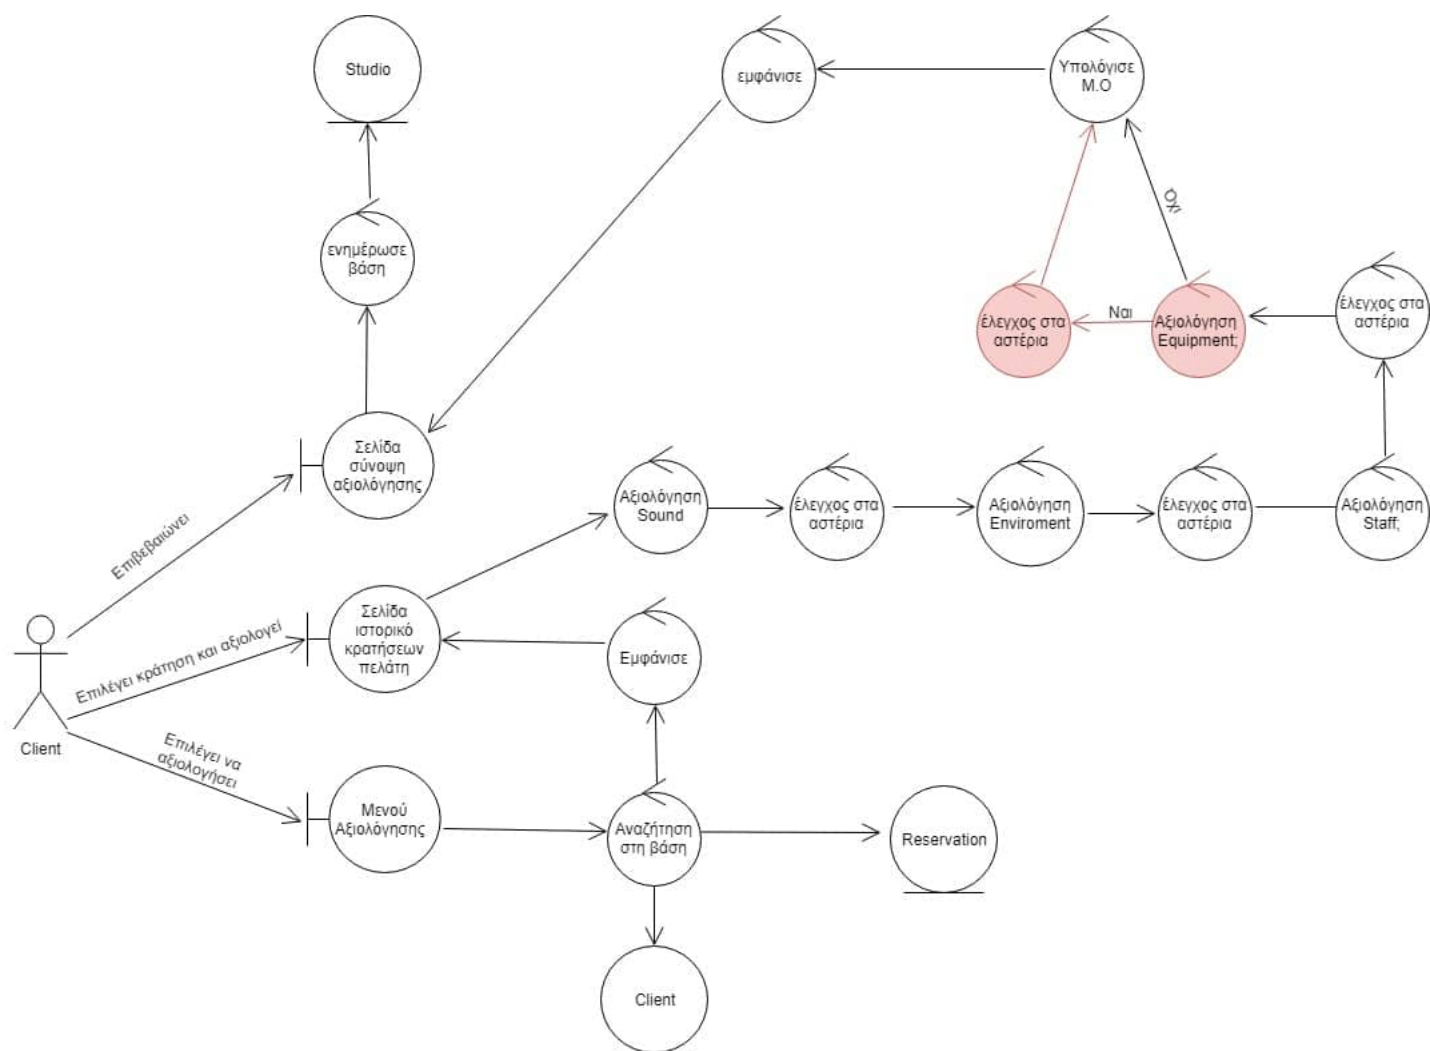 Studio
εμφάνισε
Υπολόγισε
Μ.Ο
ενημέρωσε
βάση
Όχι
έλεγχος στα
αστέρια
Ναι
Αξιολόγηση
Equipment;
έλεγχος στα
αστέρια
Σελίδα
σύνοψη
αξιολόγησης
Επιβεβαιώνει
Αξιολόγηση
Sound
έλεγχος στα
αστέρια
Αξιολόγηση
Enviroment
έλεγχος στα
αστέρια
Αξιολόγηση
Staff;
Σελίδα
ιστορικό
κρατήσεων
πελάτη
Επιλέγει κράτηση και αξιολογεί
Εμφάνισε
Client
Επιλέγει να
αξιολογήσει
Μενού
Αξιολόγησης
Αναζήτηση
στη βάση
Reservation
Client